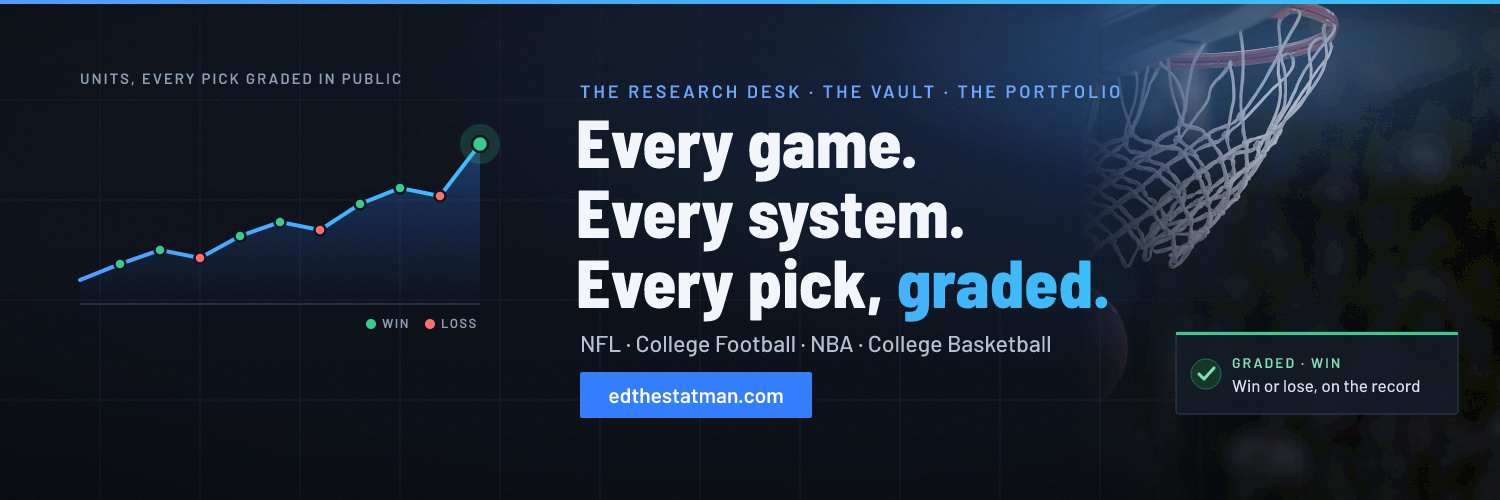 UNITS, EVERY PICK GRADED IN PUBLIC
WIN LOSS
THE RESEARCH DESK · THE VAULT · THE PORTFOLIO
Every game.
Every system.
Every pick, graded.
NFL · College Football · NBA · College Basketball
edthestatman.com
GRADED · WIN
Win or lose, on the record